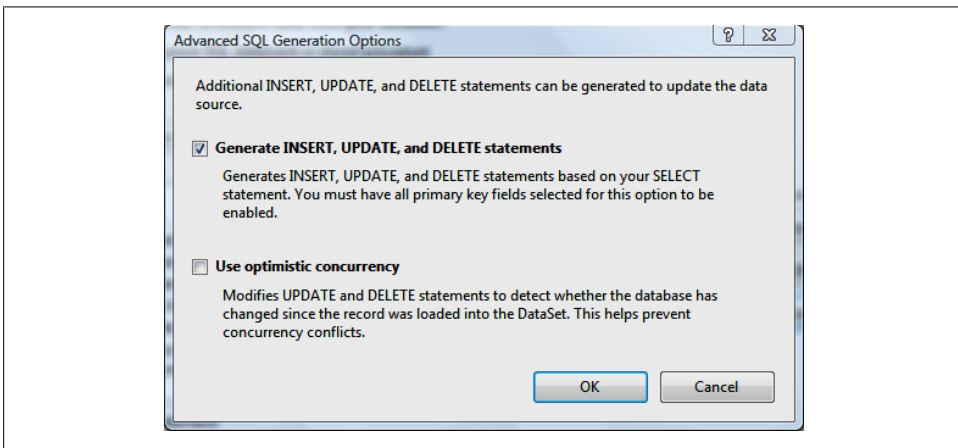 Advanced SQL Generation Options
Additional INSERT, UPDATE, and DELETE statements can be generated to update the data
source.
Generate INSERT, UPDATE, and DELETE statements
Generates INSERT, UPDATE, and DELETE statements based on your SELECT
statement. You must have all primary key fields selected for this option to be
enabled.
Use optimistic concurrency
Modifies UPDATE and DELETE statements to detect whether the database has
changed since the record was loaded into the DataSet. This helps prevent
concurrency conflicts.
OK
Cancel